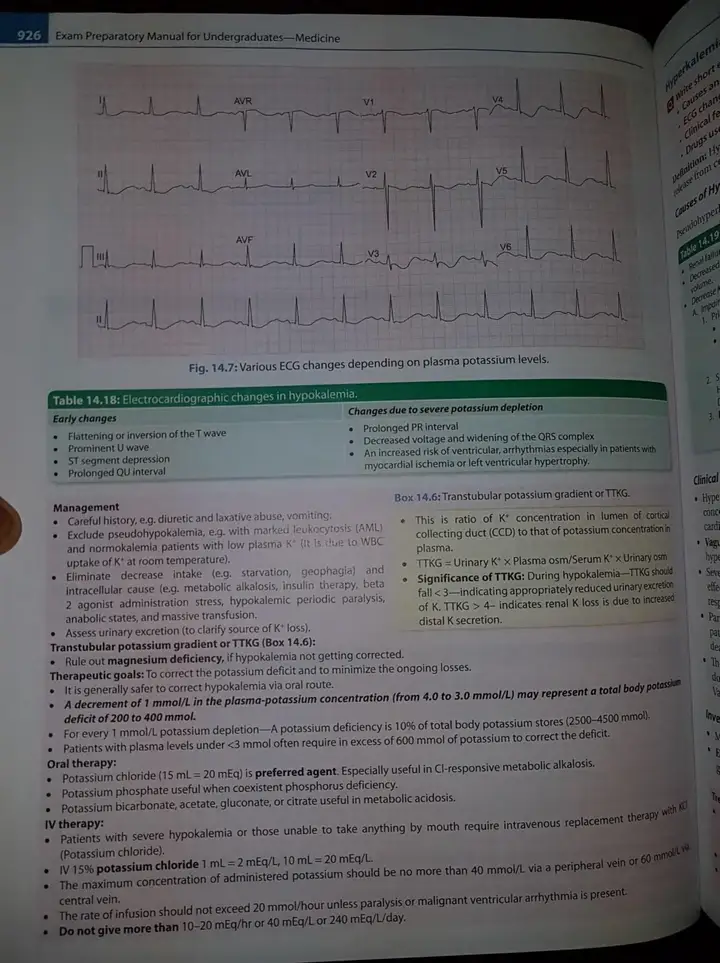 926 Exam Preparatory Manual for Undergraduates—Medicine
I AVR V1 V4
II AVL V2 V5
III AVF V3 V6
II
Fig. 14.7: Various ECG changes depending on plasma potassium levels.
Table 14.18: Electrocardiographic changes in hypokalemia.
Early changes
• Flattening or inversion of the T wave
• Prominent U wave
• ST segment depression
• Prolonged QU interval
Changes due to severe potassium depletion
• Prolonged PR interval
• Decreased voltage and widening of the QRS complex
• An increased risk of ventricular, arrhythmias especially in patients with
myocardial ischemia or left ventricular hypertrophy.
Management
• Careful history, e.g. diuretic and laxative abuse, vomiting.
• Exclude pseudohypokalemia, e.g. with marked leukocytosis (AML)
and normokalemia patients with low plasma K⁺ (It is due to WBC
uptake of K⁺ at room temperature).
• Eliminate decrease intake (e.g. starvation, geophagia) and
intracellular cause (e.g. metabolic alkalosis, insulin therapy, beta
2 agonist administration stress, hypokalemic periodic paralysis,
anabolic states, and massive transfusion.
• Assess urinary excretion (to clarify source of K⁺ loss).
Box 14.6: Transtubular potassium gradient or TTKG.
• This is ratio of K⁺ concentration in lumen of cortical
collecting duct (CCD) to that of potassium concentration in
plasma.
• TTKG = Urinary K⁺ × Plasma osm/Serum K⁺ × Urinary osm
• Significance of TTKG: During hypokalemia—TTKG should
fall < 3—indicating appropriately reduced urinary excretion
of K. TTKG > 4– indicates renal K loss is due to increased
distal K secretion.
Transtubular potassium gradient or TTKG (Box 14.6):
• Rule out magnesium deficiency, if hypokalemia not getting corrected.
Therapeutic goals: To correct the potassium deficit and to minimize the ongoing losses.
• It is generally safer to correct hypokalemia via oral route.
• A decrement of 1 mmol/L in the plasma-potassium concentration (from 4.0 to 3.0 mmol/L) may represent a total body potassium
deficit of 200 to 400 mmol.
• For every 1 mmol/L potassium depletion—A potassium deficiency is 10% of total body potassium stores (2500–4500 mmol).
• Patients with plasma levels under <3 mmol often require in excess of 600 mmol of potassium to correct the deficit.
Oral therapy:
• Potassium chloride (15 mL = 20 mEq) is preferred agent. Especially useful in Cl-responsive metabolic alkalosis.
• Potassium phosphate useful when coexistent phosphorus deficiency.
• Potassium bicarbonate, acetate, gluconate, or citrate useful in metabolic acidosis.
IV therapy:
• Patients with severe hypokalemia or those unable to take anything by mouth require intravenous replacement therapy with KCl
(Potassium chloride).
• IV 15% potassium chloride 1 mL = 2 mEq/L, 10 mL = 20 mEq/L.
• The maximum concentration of administered potassium should be no more than 40 mmol/L via a peripheral vein or 60 mmol/L via
central vein.
• The rate of infusion should not exceed 20 mmol/hour unless paralysis or malignant ventricular arrhythmia is present.
• Do not give more than 10–20 mEq/hr or 40 mEq/L or 240 mEq/L/day.
Write short
Causes an
ECG
Clinical
Drugs
Definition:
release from
Causes of
Table 14.19
Renal
Decreased
volume.
Clinical